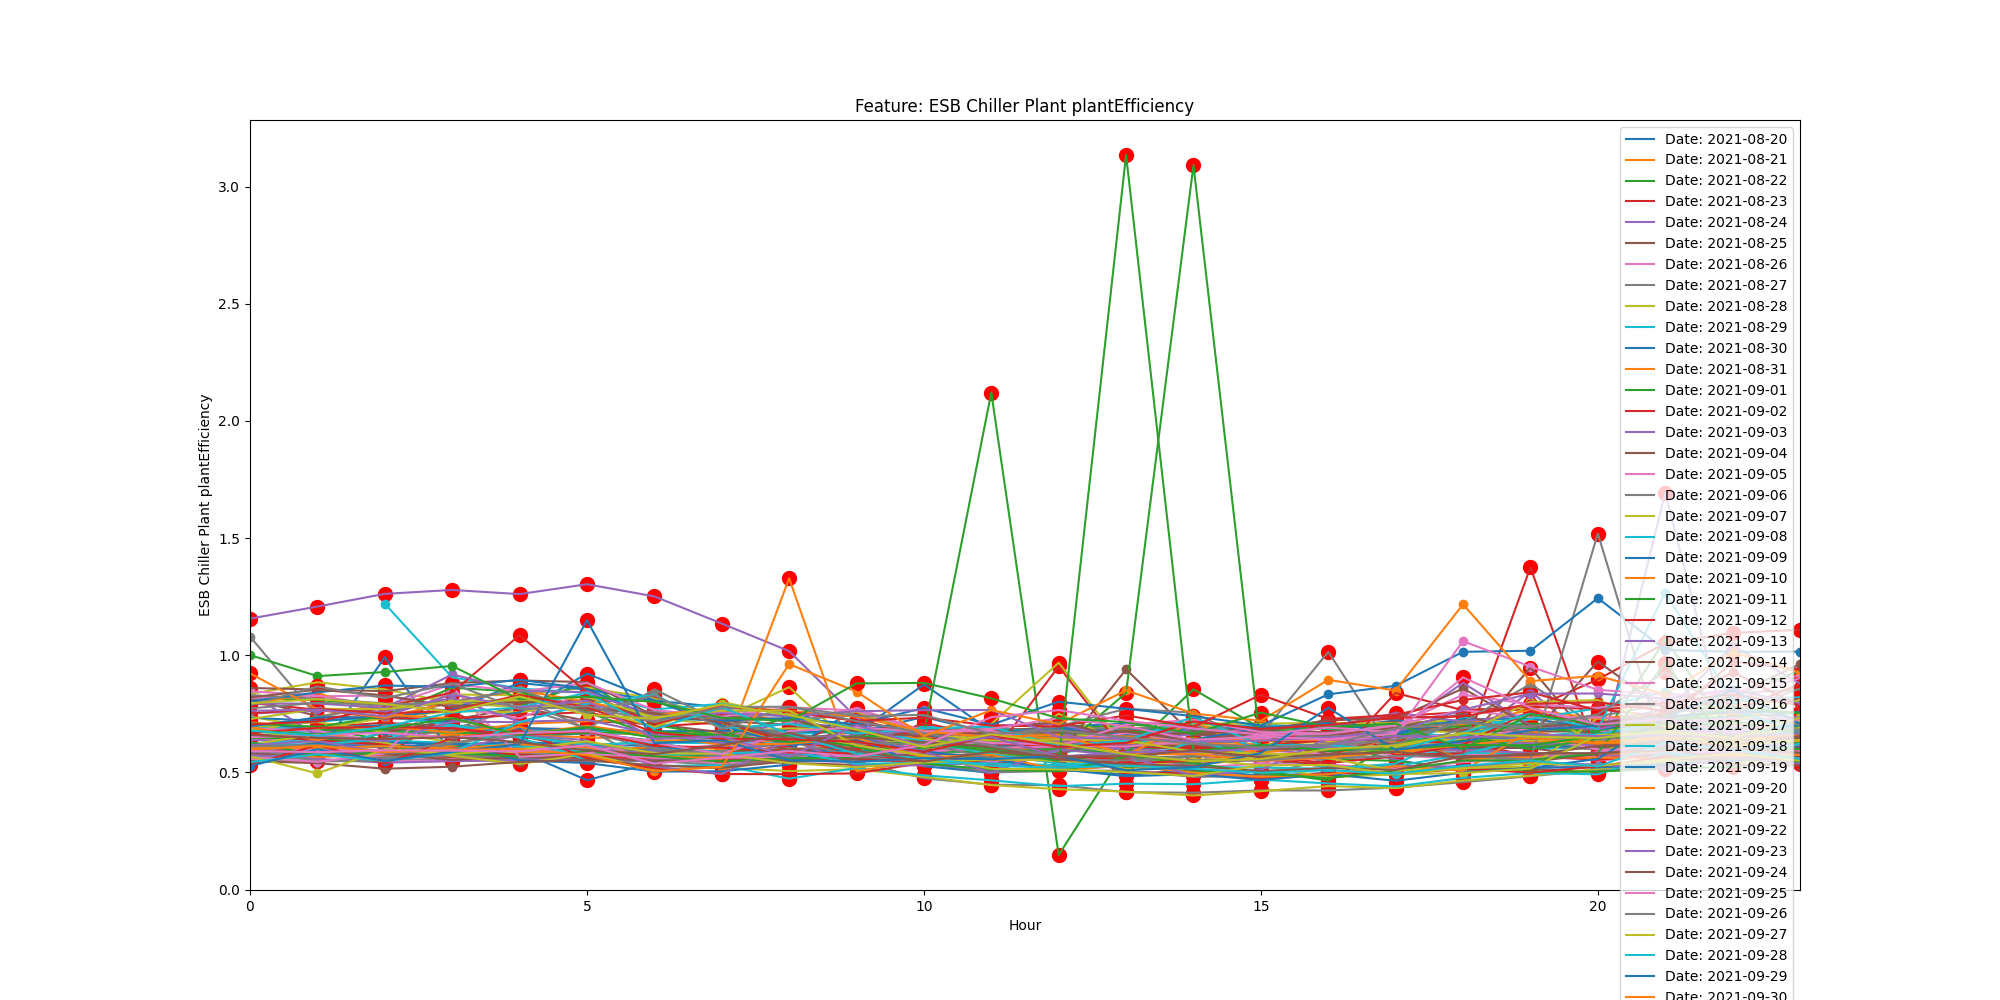 Feature: ESB Chiller Plant plantEfficiency
ESB Chiller Plant plantEfficiency
3.0
2.5
2.0
1.5
1.0
0.5
0.0
0
5
10
15
20
Hour
Date: 2021-08-20
Date: 2021-08-21
Date: 2021-08-22
Date: 2021-08-23
Date: 2021-08-24
Date: 2021-08-25
Date: 2021-08-26
Date: 2021-08-27
Date: 2021-08-28
Date: 2021-08-29
Date: 2021-08-30
Date: 2021-08-31
Date: 2021-09-01
Date: 2021-09-02
Date: 2021-09-03
Date: 2021-09-04
Date: 2021-09-05
Date: 2021-09-06
Date: 2021-09-07
Date: 2021-09-08
Date: 2021-09-09
Date: 2021-09-10
Date: 2021-09-11
Date: 2021-09-12
Date: 2021-09-13
Date: 2021-09-14
Date: 2021-09-15
Date: 2021-09-16
Date: 2021-09-17
Date: 2021-09-18
Date: 2021-09-19
Date: 2021-09-20
Date: 2021-09-21
Date: 2021-09-22
Date: 2021-09-23
Date: 2021-09-24
Date: 2021-09-25
Date: 2021-09-26
Date: 2021-09-27
Date: 2021-09-28
Date: 2021-09-29
Date: 2021-09-30